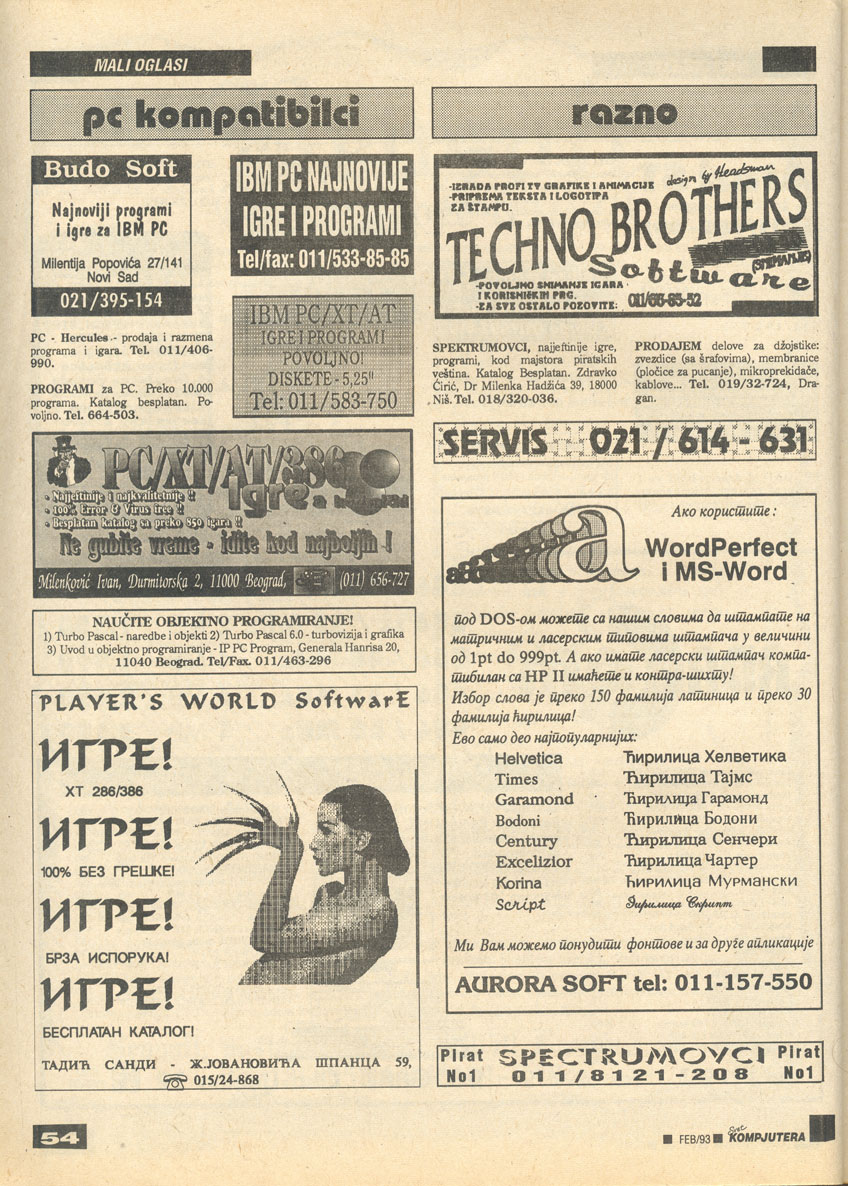 MALI OGLASI
pc kompatibilci
Budo Soft
Najnoviji programi
i igre za IBM PC
Milentija Popovića 27/141
Novi Sad
021/395-154
IBM PC NAJNOVIJE
IGRE I PROGRAMI
Tel/fax: 011/533-85-85
PC - Hercules - prodaja i razmena
programa i igara. Tel. 011/406-
990.
PROGRAMI za PC. Preko 10.000
programa. Katalog besplatan. Po-
voljno. Tel. 664-503.
IBM PC/XT/AT
IGRE I PROGRAMI
POVOLJNO!
DISKETE - 5,25"
Tel: 011/583-750
PC/XT/AT/386
igre
- Najjeftinije i najkvalitetnije !!
- 100% Error & Virus free !!
- Besplatan katalog sa preko 850 igara !!
Ne gubite vreme - idite kod najboljih !
Milenković Ivan, Durmitorska 2, 11000 Beograd, (011) 656-727
NAUČITE OBJEKTNO PROGRAMIRANJE!
1) Turbo Pascal - naredbe i objekti 2) Turbo Pascal 6.0 - turbovizija i grafika
3) Uvod u objektno programiranje - IP PC Program, Generala Hanrisa 20,
11040 Beograd. Tel/Fax. 011/463-296
PLAYER'S WORLD SoftwarE
ИГРЕ!
XT 286/386
ИГРЕ!
100% БЕЗ ГРЕШКЕ!
ИГРЕ!
БРЗА ИСПОРУКА!
ИГРЕ!
БЕСПЛАТАН КАТАЛОГ!
ТАДИЋ САНДИ - Ж.ЈОВАНОВИЋА ШПАНЦА 59,
015/24-868
razno
-IZRADA PROFI TV GRAFIKE I ANIMACIJE
-PRIPREMA TEKSTA I LOGOTIPA
ZA ŠTAMPU.
design by Headsman
TECHNO BROTHERS
Software
(SNIMANJE)
-POVOLJNO SNIMANJE IGARA
I KORISNIČKIH PRG.
-ZA SVE OSTALO POZOVITE:
SPEKTRUMOVCI, najjeftinije igre,
programi, kod majstora piratskih
veština. Katalog Besplatan. Zdravko
Ćirić, Dr Milenka Hadžića 39, 18000
Niš. Tel. 018/320-036.
PRODAJEM delove za džojstike:
zvezdice (sa šrafovima), membranice
(pločice za pucanje), mikroprekidače,
kablove... Tel. 019/32-724, Dra-
gan.
SERVIS 021 / 614 - 631
Ако користите :
WordPerfect
i MS-Word
под DOS-ом можете са нашим словима да штампате на
матричним и ласерским типовима штампача у величини
од 1pt do 999pt. А ако имате ласерски штампач компа-
тибилан са HP II имаћете и контра-шихту!
Избор слова је преко 150 фамилија латиница и преко 30
фамилија ћирилица!
Ево само део најпопуларнијих:
Helvetica Ћирилица Хелветика
Times Ћирилица Тајмс
Garamond Ћирилица Гарамонд
Bodoni Ћирилица Бодони
Century Ћирилица Сенчери
Excelizior Ћирилица Чартер
Korina Ћирилица Мурмански
Script Ћирилица Скрипт
Ми Вам можемо понудити фонтове и за друге апликације
AURORA SOFT tel: 011-157-550
Pirat No1 SPECTRUMOVCI Pirat No1
011/8121-208
54
FEB/93 Svet KOMPJUTERA